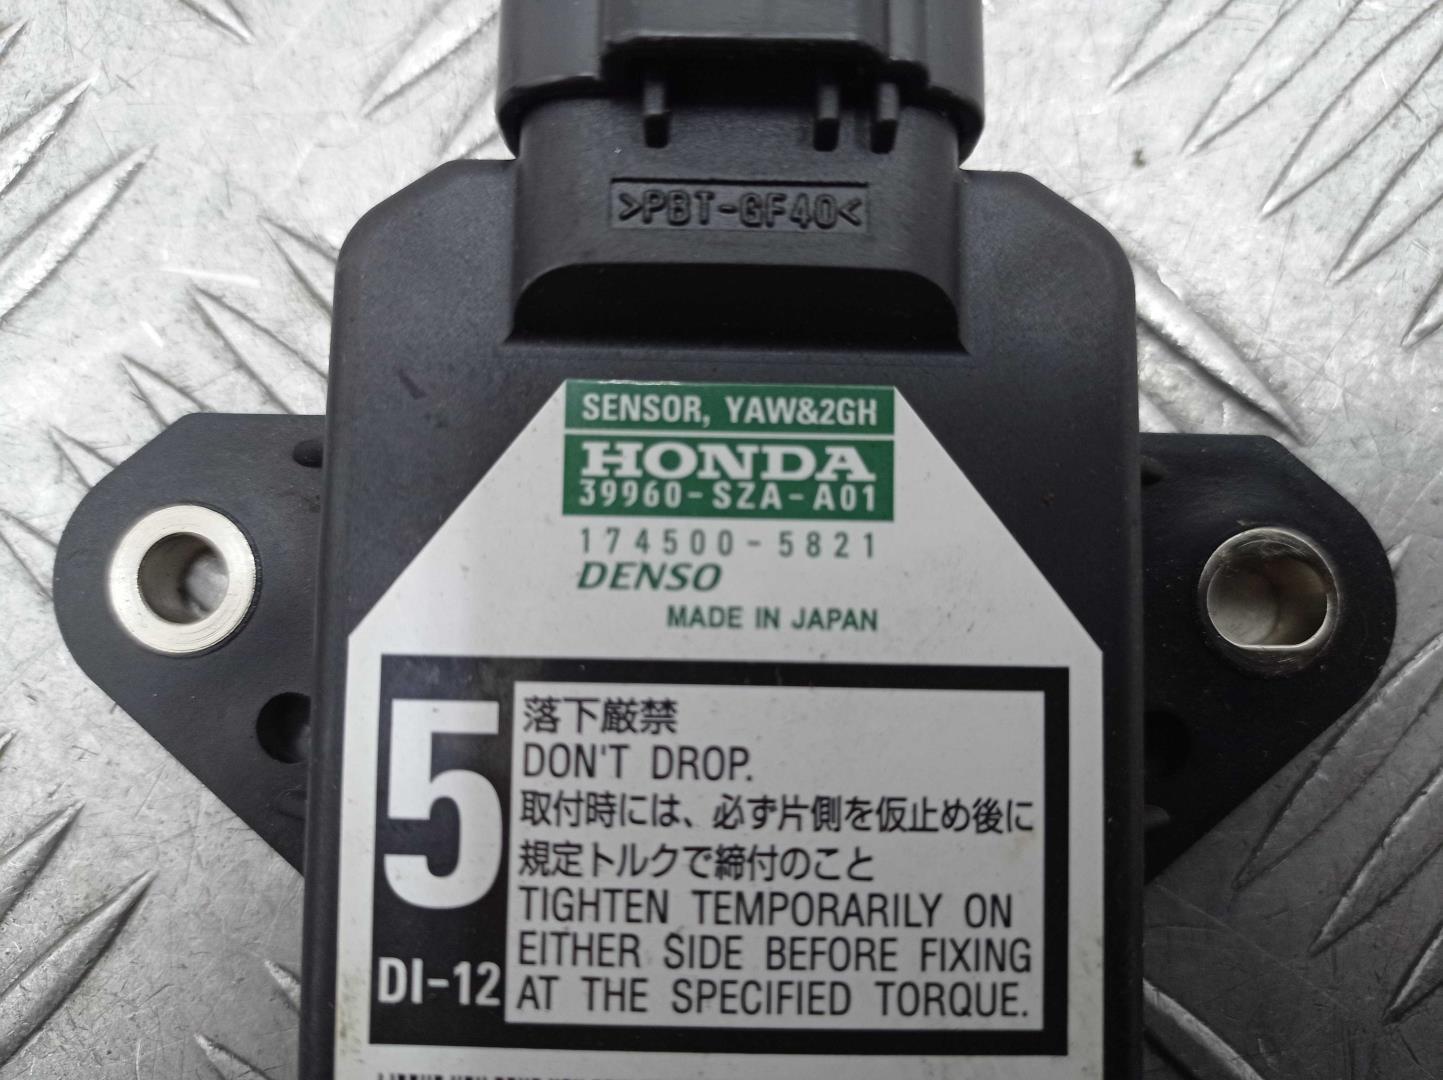 >PBT-GF40<
SENSOR, YAW&2GH
HONDA
39960-SZA-A01
174500-5821
DENSO
MADE IN JAPAN
5
DI-12
落下厳禁
DON'T DROP.
取付時には、必ず片側を仮止め後に
規定トルクで締付のこと
TIGHTEN TEMPORARILY ON
EITHER SIDE BEFORE FIXING
AT THE SPECIFIED TORQUE.